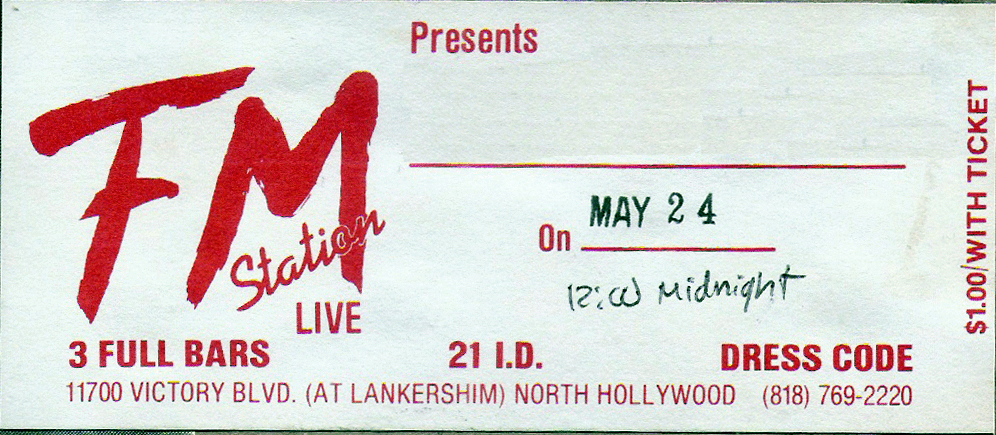 Presents
FM
Station
LIVE
On MAY 24
12:00 Midnight
3 FULL BARS 21 I.D. DRESS CODE
11700 VICTORY BLVD. (AT LANKERSHIM) NORTH HOLLYWOOD (818) 769-2220
$1.00/WITH TICKET